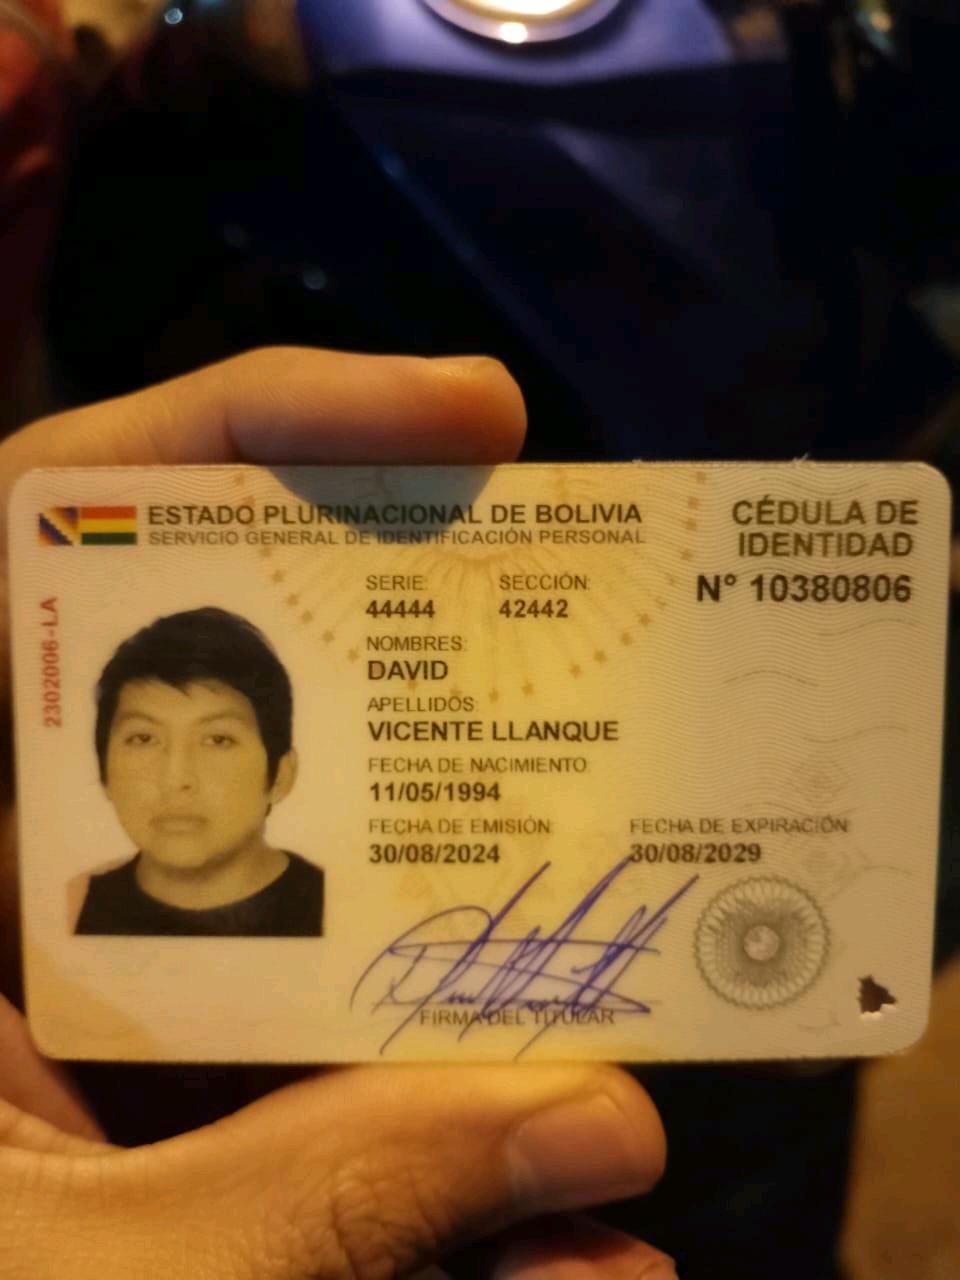 ESTADO PLURINACIONAL DE BOLIVIA
SERVICIO GENERAL DE IDENTIFICACIÓN PERSONAL
CÉDULA DE
IDENTIDAD
Nº 10380806
SERIE: SECCIÓN:
44444 42442
NOMBRES:
DAVID
APELLIDOS:
VICENTE LLANQUE
FECHA DE NACIMIENTO:
11/05/1994
FECHA DE EMISIÓN: FECHA DE EXPIRACIÓN:
30/08/2024 30/08/2029
FIRMA DEL TITULAR
2302006-LA